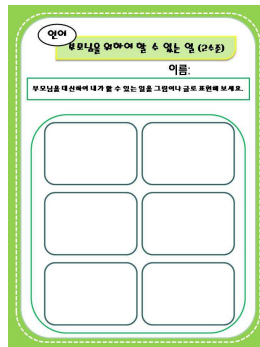 언어
부모님을 위하여 할 수 있는 일 (2수준)
이름:
부모님을 대신하여 내가 할 수 있는 일을 그림이나 글로 표현해 보세요.